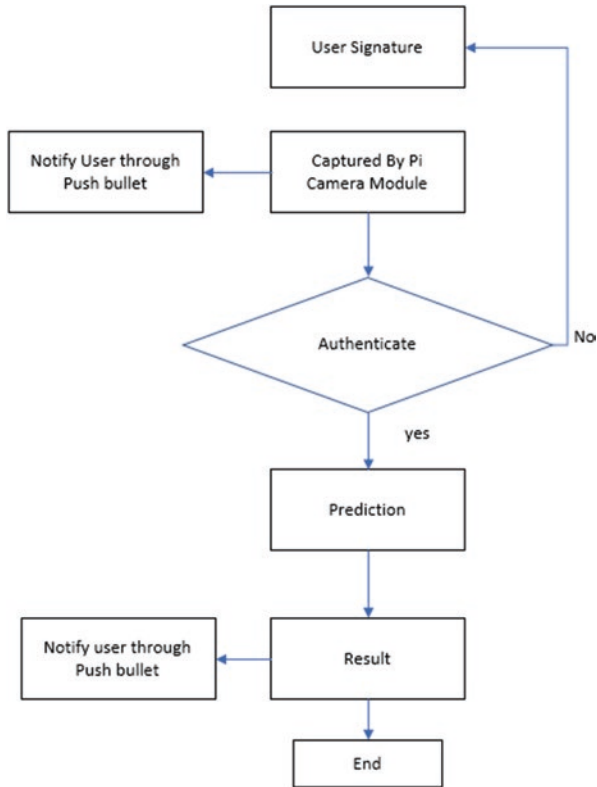 User Signature
Notify User through
Push bullet
Captured By Pi
Camera Module
Authenticate
No
yes
Prediction
Notify user through
Push bullet
Result
End